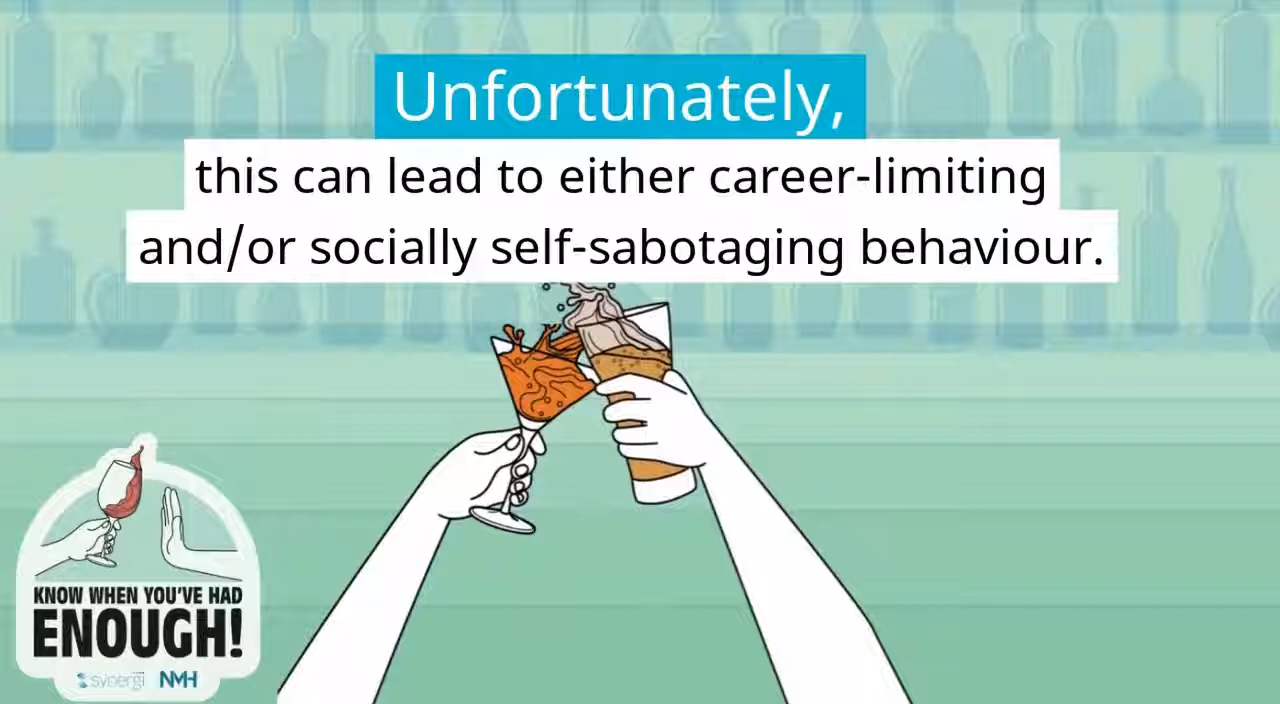 Unfortunately,
this can lead to either career-limiting
and/or socially self-sabotaging behaviour.
KNOW WHEN YOU'VE HAD
ENOUGH!
synergi NMH